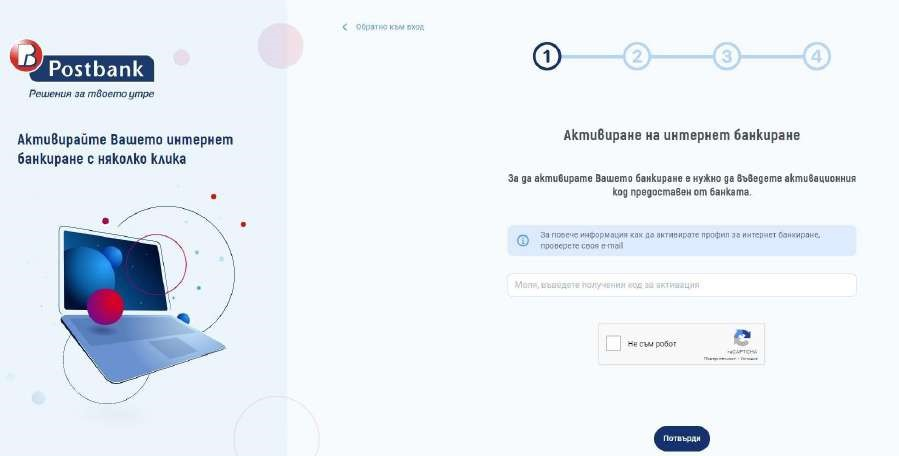 Обратно към вход
Postbank
Решения за твоето утре
Активирайте Вашето интернет
банкиране с няколко клика
1 2 3 4
Активиране на интернет банкиране
За да активирате Вашето банкиране е нужно да въведете активационния
код предоставен от банката.
За повече информация как да активирате профил за интернет банкиране,
проверете своя e-mail
Моля, въведете получения код за активация
Не съм робот
reCAPTCHA
Поверителност - Условия
Потвърди